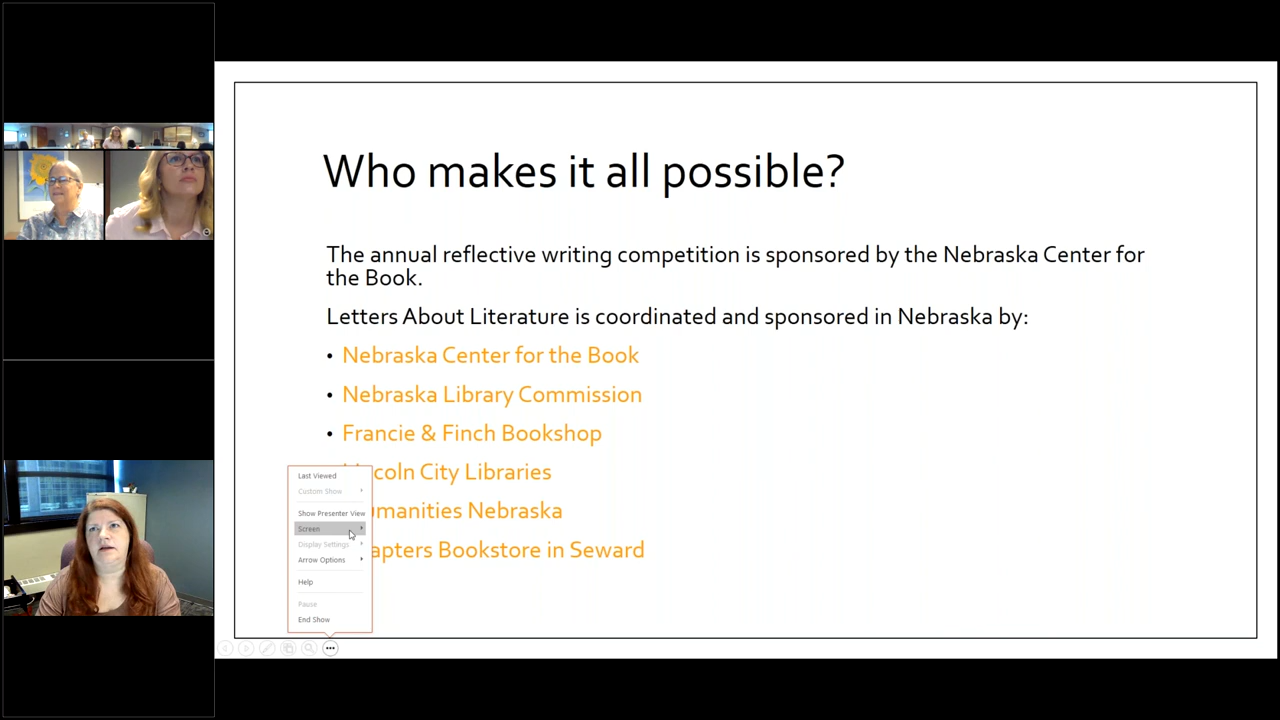 Who makes it all possible?
The annual reflective writing competition is sponsored by the Nebraska Center for
the Book.
Letters About Literature is coordinated and sponsored in Nebraska by:
• Nebraska Center for the Book
• Nebraska Library Commission
• Francie & Finch Bookshop
coln City Libraries
umanities Nebraska
apters Bookstore in Seward
Last Viewed
Custom Show
Show Presenter View
Screen
Display Settings
Arrow Options
Help
Pause
End Show